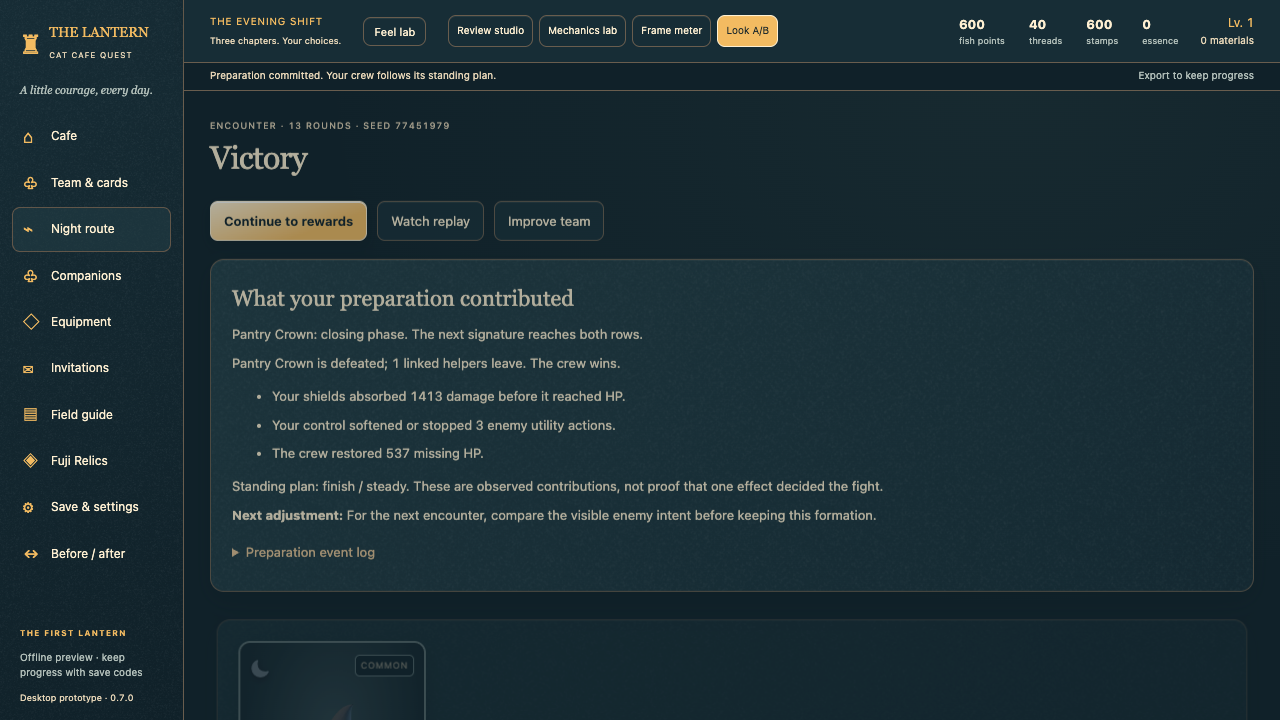 THE LANTERN
CAT CAFE QUEST
A little courage, every day.
Cafe
Team & cards
Night route
Companions
Equipment
Invitations
Field guide
Fuji Relics
Save & settings
Before / after
THE FIRST LANTERN
Offline preview · keep
progress with save codes
Desktop prototype · 0.7.0
THE EVENING SHIFT
Three chapters. Your choices.
Feel lab
Review studio
Mechanics lab
Frame meter
Look A/B
600
fish points
40
threads
600
stamps
0
essence
Lv. 1
0 materials
Preparation committed. Your crew follows its standing plan.
Export to keep progress
ENCOUNTER · 13 ROUNDS · SEED 77451979
Victory
Continue to rewards
Watch replay
Improve team
What your preparation contributed
Pantry Crown: closing phase. The next signature reaches both rows.
Pantry Crown is defeated; 1 linked helpers leave. The crew wins.
• Your shields absorbed 1413 damage before it reached HP.
• Your control softened or stopped 3 enemy utility actions.
• The crew restored 537 missing HP.
Standing plan: finish / steady. These are observed contributions, not proof that one effect decided the fight.
Next adjustment: For the next encounter, compare the visible enemy intent before keeping this formation.
Preparation event log
COMMON